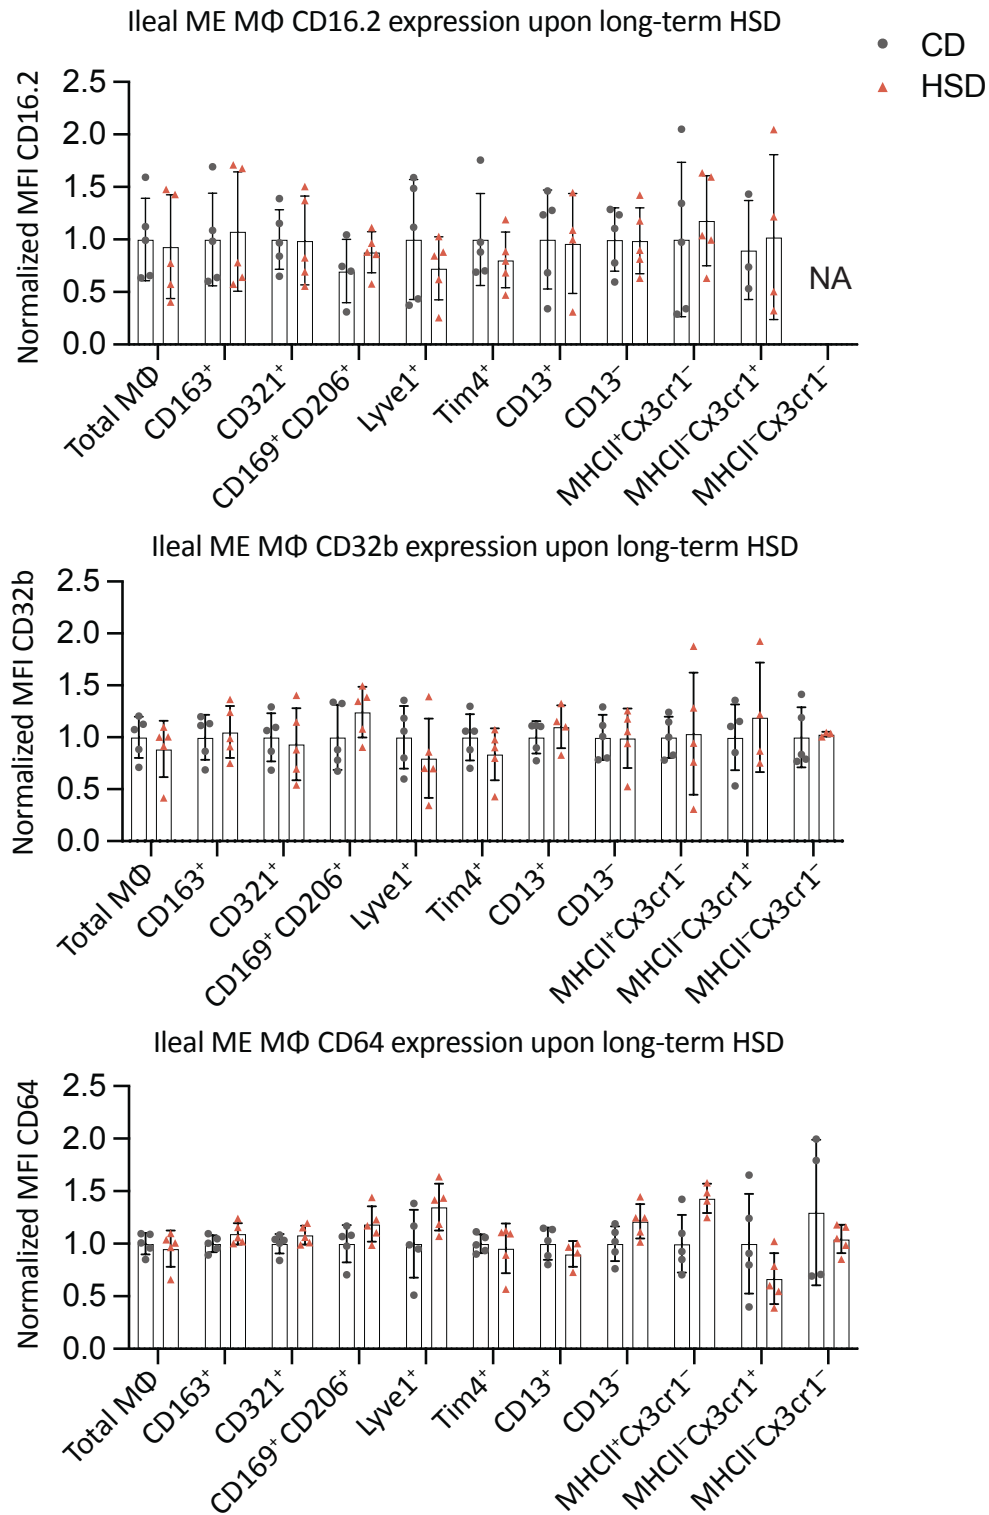 Ileal ME MΦ CD16.2 expression upon long-term HSD
CD
HSD
Normalized MFI CD16.2
2.5
2.0
1.5
1.0
0.5
0.0
NA
Total MΦ
CD163⁺
CD321⁺
CD169⁺ CD206⁺
Lyve1⁺
Tim4⁺
CD13⁺
CD13⁻
MHCII⁺Cx3cr1⁻
MHCII⁻Cx3cr1⁺
MHCII⁻Cx3cr1⁻
Ileal ME MΦ CD32b expression upon long-term HSD
Normalized MFI CD32b
2.5
2.0
1.5
1.0
0.5
0.0
Total MΦ
CD163⁺
CD321⁺
CD169⁺ CD206⁺
Lyve1⁺
Tim4⁺
CD13⁺
CD13⁻
MHCII⁺Cx3cr1⁻
MHCII⁻Cx3cr1⁺
MHCII⁻Cx3cr1⁻
Ileal ME MΦ CD64 expression upon long-term HSD
Normalized MFI CD64
2.5
2.0
1.5
1.0
0.5
0.0
Total MΦ
CD163⁺
CD321⁺
CD169⁺ CD206⁺
Lyve1⁺
Tim4⁺
CD13⁺
CD13⁻
MHCII⁺Cx3cr1⁻
MHCII⁻Cx3cr1⁺
MHCII⁻Cx3cr1⁻